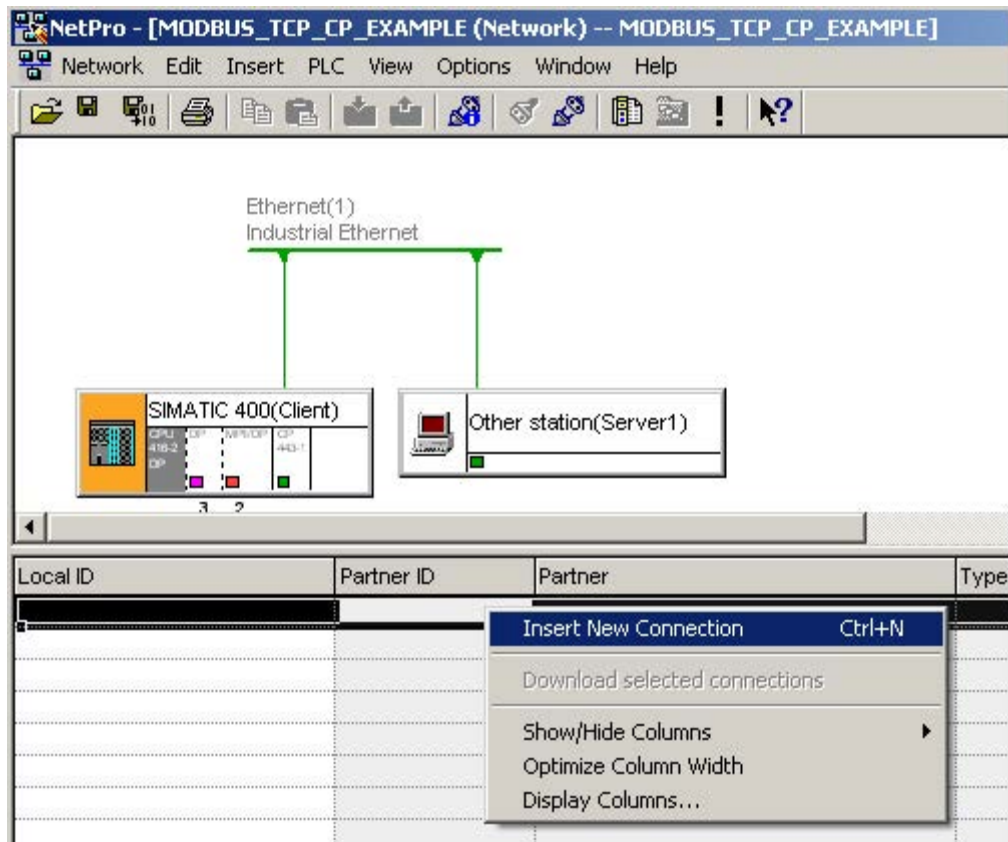 NetPro - [MODBUS_TCP_CP_EXAMPLE (Network) -- MODBUS_TCP_CP_EXAMPLE]
Network Edit Insert PLC View Options Window Help
Ethernet(1)
Industrial Ethernet
SIMATIC 400(Client)
CPU 416-2 DP
DP
MPI/DP
CP 443-1
3 2
Other station(Server1)
Local ID Partner ID Partner Type
Insert New Connection Ctrl+N
Download selected connections
Show/Hide Columns
Optimize Column Width
Display Columns...